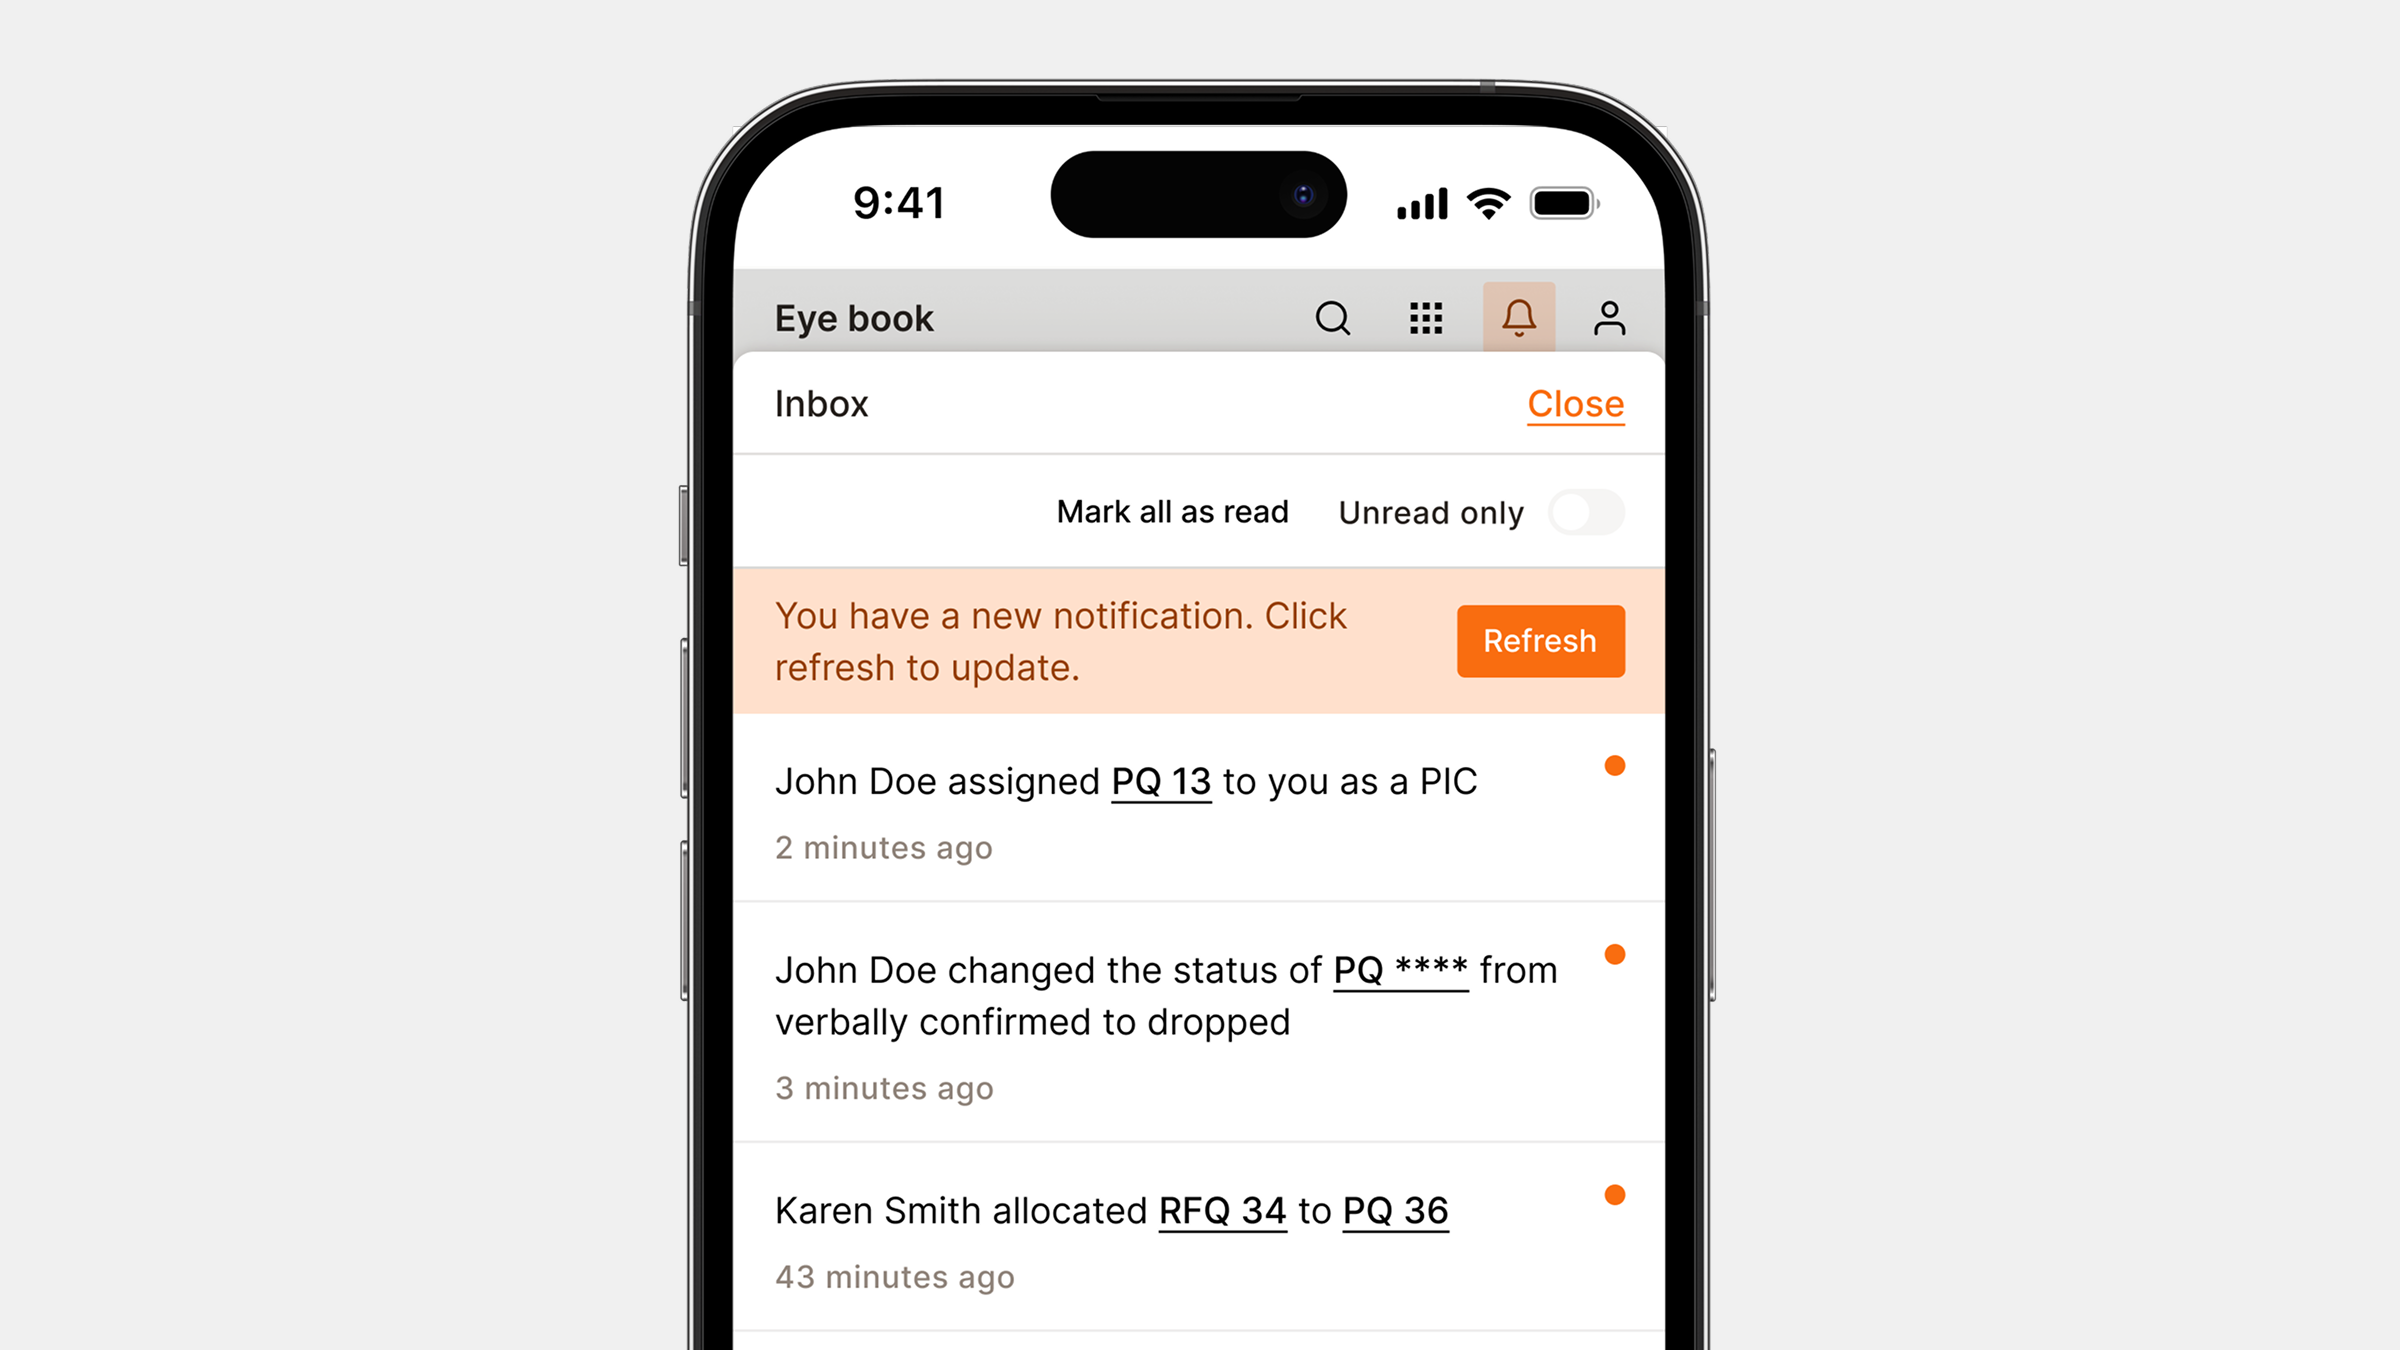 9:41
Eye book
Inbox
Close
Mark all as read
Unread only
You have a new notification. Click
refresh to update.
Refresh
John Doe assigned PQ 13 to you as a PIC
2 minutes ago
John Doe changed the status of PQ **** from
verbally confirmed to dropped
3 minutes ago
Karen Smith allocated RFQ 34 to PQ 36
43 minutes ago